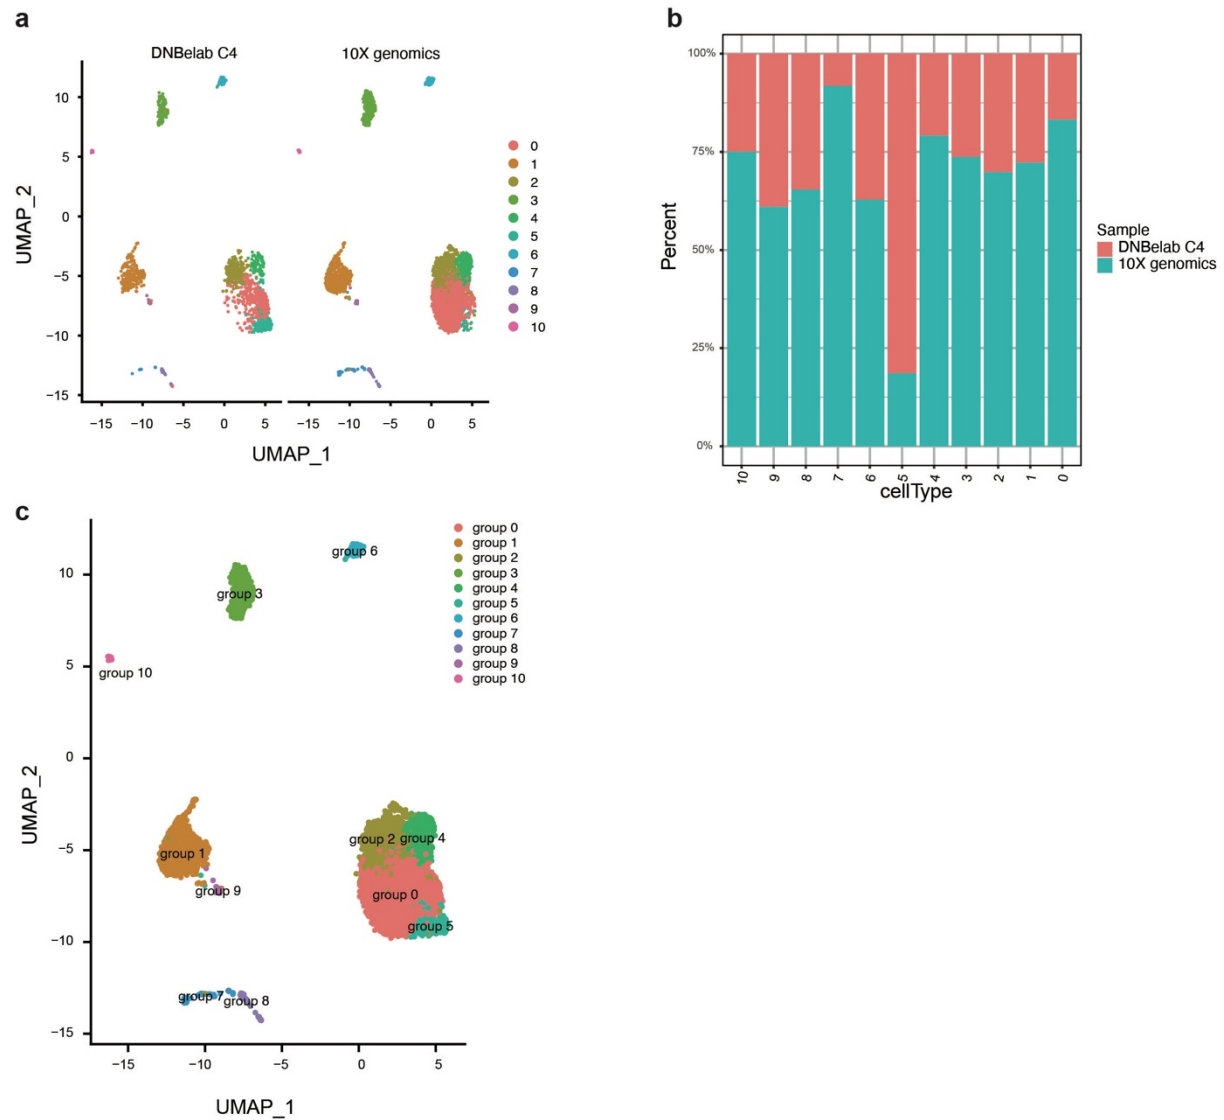 a
DNBelab C4
10X genomics
10
5
0
−5
−10
−15
UMAP_2
−15 −10 −5 0 5
−15 −10 −5 0 5
UMAP_1
0
1
2
3
4
5
6
7
8
9
10
b
100%
75%
50%
25%
0%
Percent
10 9 8 7 6 5 4 3 2 1 0
cellType
Sample
DNBelab C4
10X genomics
c
10
5
0
−5
−10
−15
UMAP_2
group 6
group 3
group 10
group 1
group 9
group 2
group 4
group 0
group 5
group 7
group 8
−15 −10 −5 0 5
UMAP_1
group 0
group 1
group 2
group 3
group 4
group 5
group 6
group 7
group 8
group 9
group 10